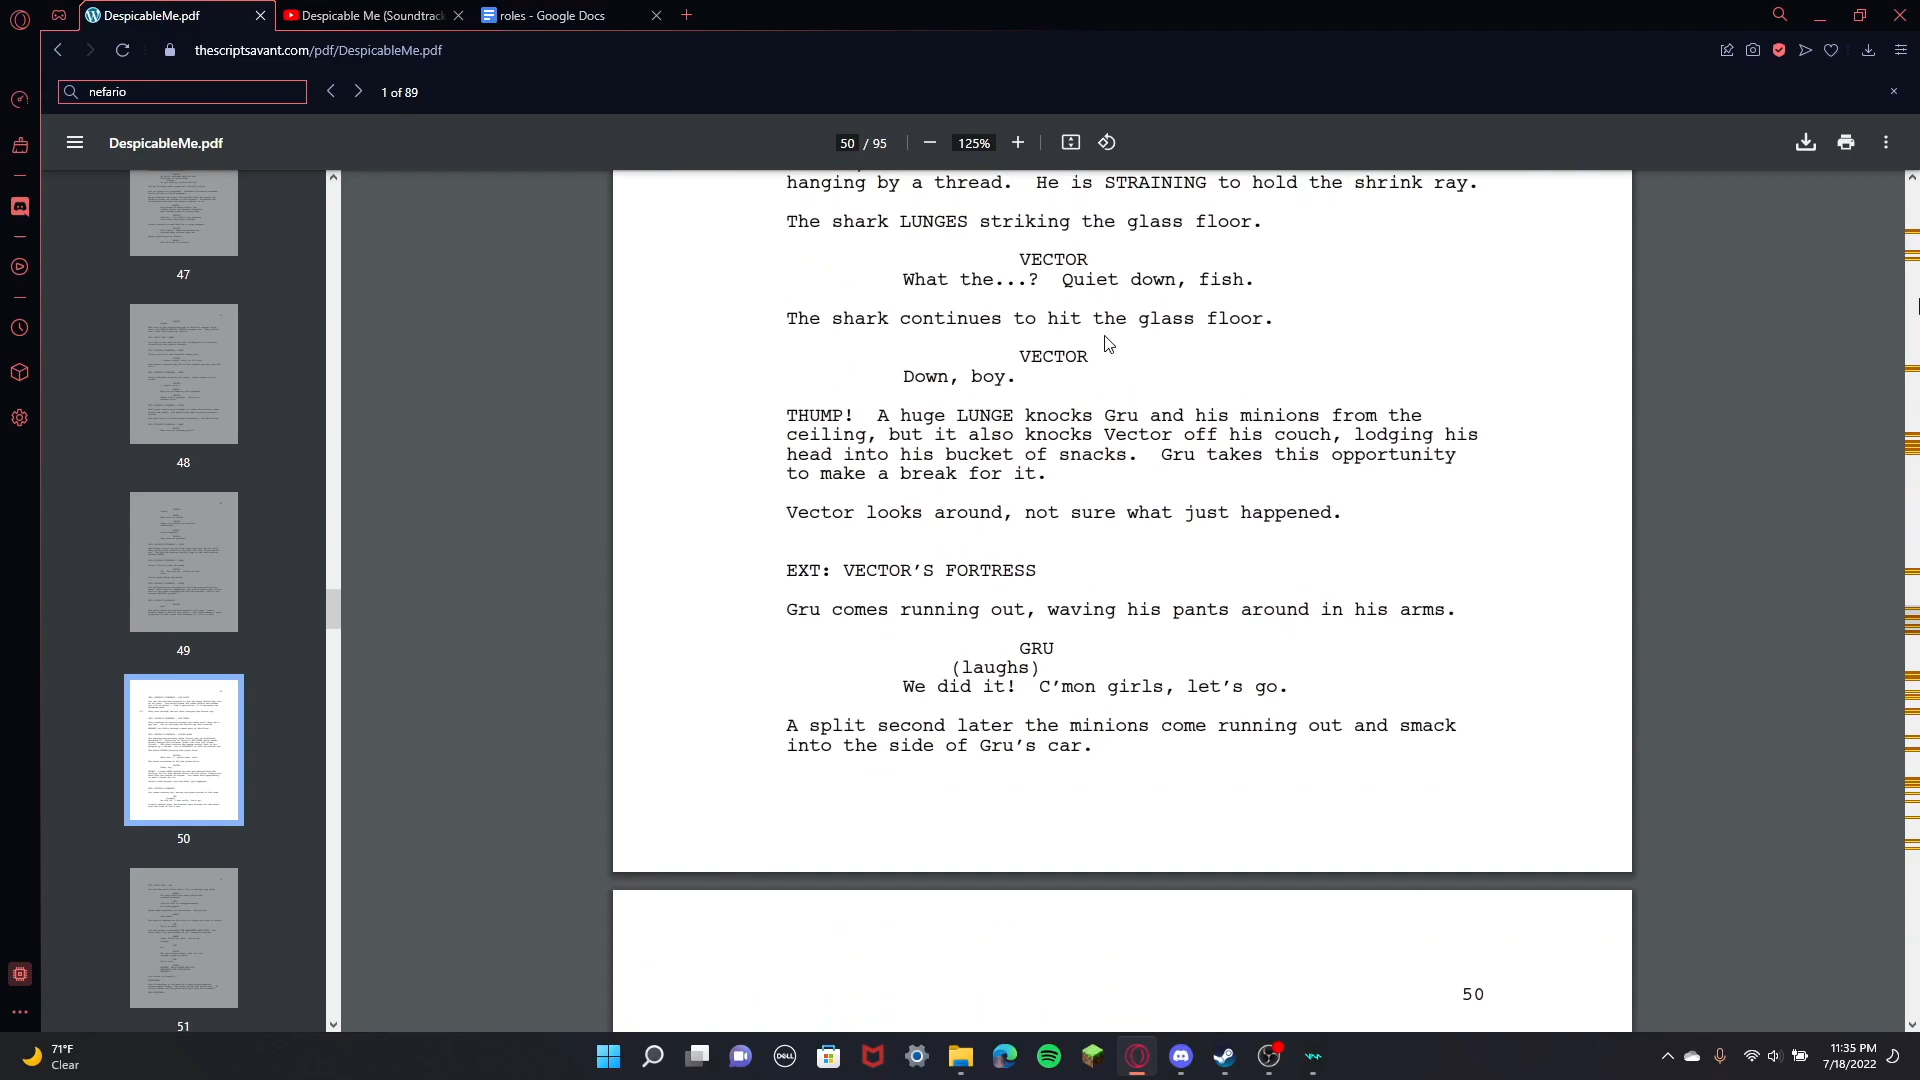 DespicableMe.pdf
Despicable Me (Soundtrac
roles - Google Docs
thescriptsavant.com/pdf/DespicableMe.pdf
nefario
1 of 89
DespicableMe.pdf
50 / 95
125%
hanging by a thread.  He is STRAINING to hold the shrink ray.
The shark LUNGES striking the glass floor.
VECTOR
What the...?  Quiet down, fish.
The shark continues to hit the glass floor.
VECTOR
Down, boy.
THUMP!  A huge LUNGE knocks Gru and his minions from the
ceiling, but it also knocks Vector off his couch, lodging his
head into his bucket of snacks.  Gru takes this opportunity
to make a break for it.
Vector looks around, not sure what just happened.
EXT: VECTOR'S FORTRESS
Gru comes running out, waving his pants around in his arms.
GRU
(laughs)
We did it!  C'mon girls, let's go.
A split second later the minions come running out and smack
into the side of Gru's car.
50
47
48
49
50
51
71°F
Clear
DELL
11:35 PM
7/18/2022